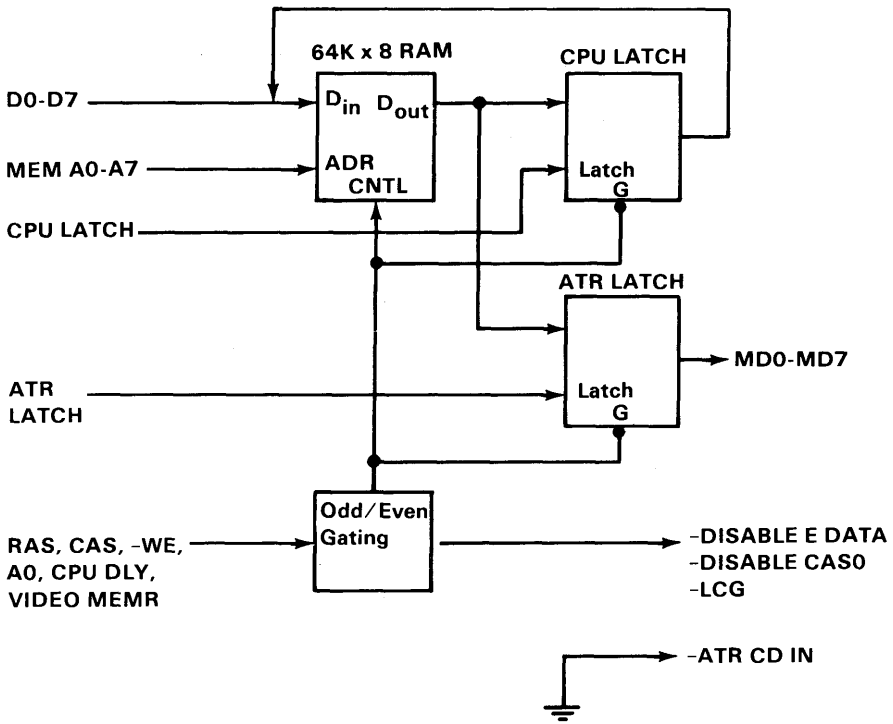 64K x 8 RAM
CPU LATCH
D0-D7
Din Dout
MEM A0-A7
ADR
CNTL
Latch
G
CPU LATCH
ATR LATCH
MD0-MD7
ATR
LATCH
Latch
G
Odd/Even
Gating
RAS, CAS, -WE,
A0, CPU DLY,
VIDEO MEMR
-DISABLE E DATA
-DISABLE CAS0
-LCG
-ATR CD IN